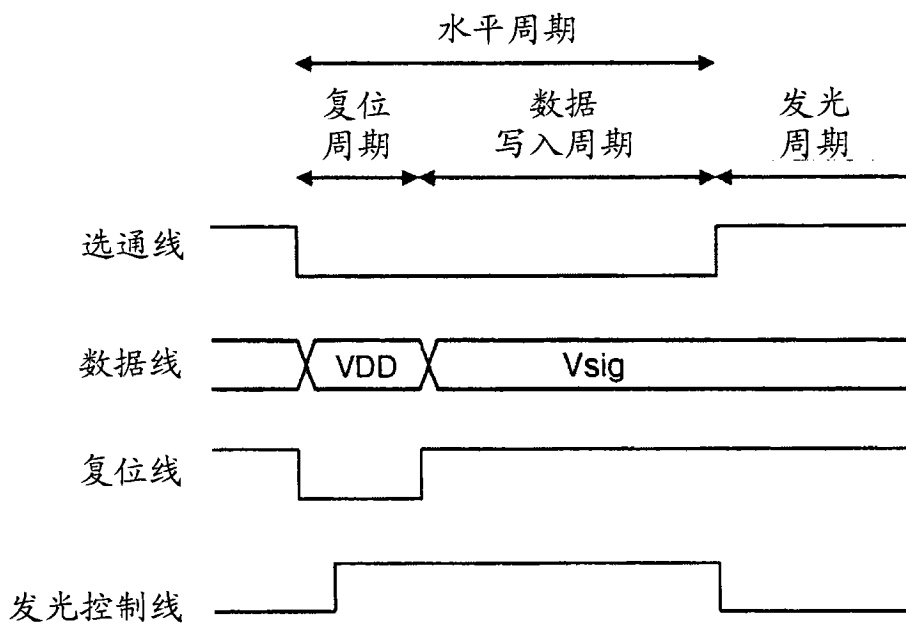 水平周期
复位
周期
数据
写入周期
发光
周期
选通线
数据线
VDD
Vsig
复位线
发光控制线